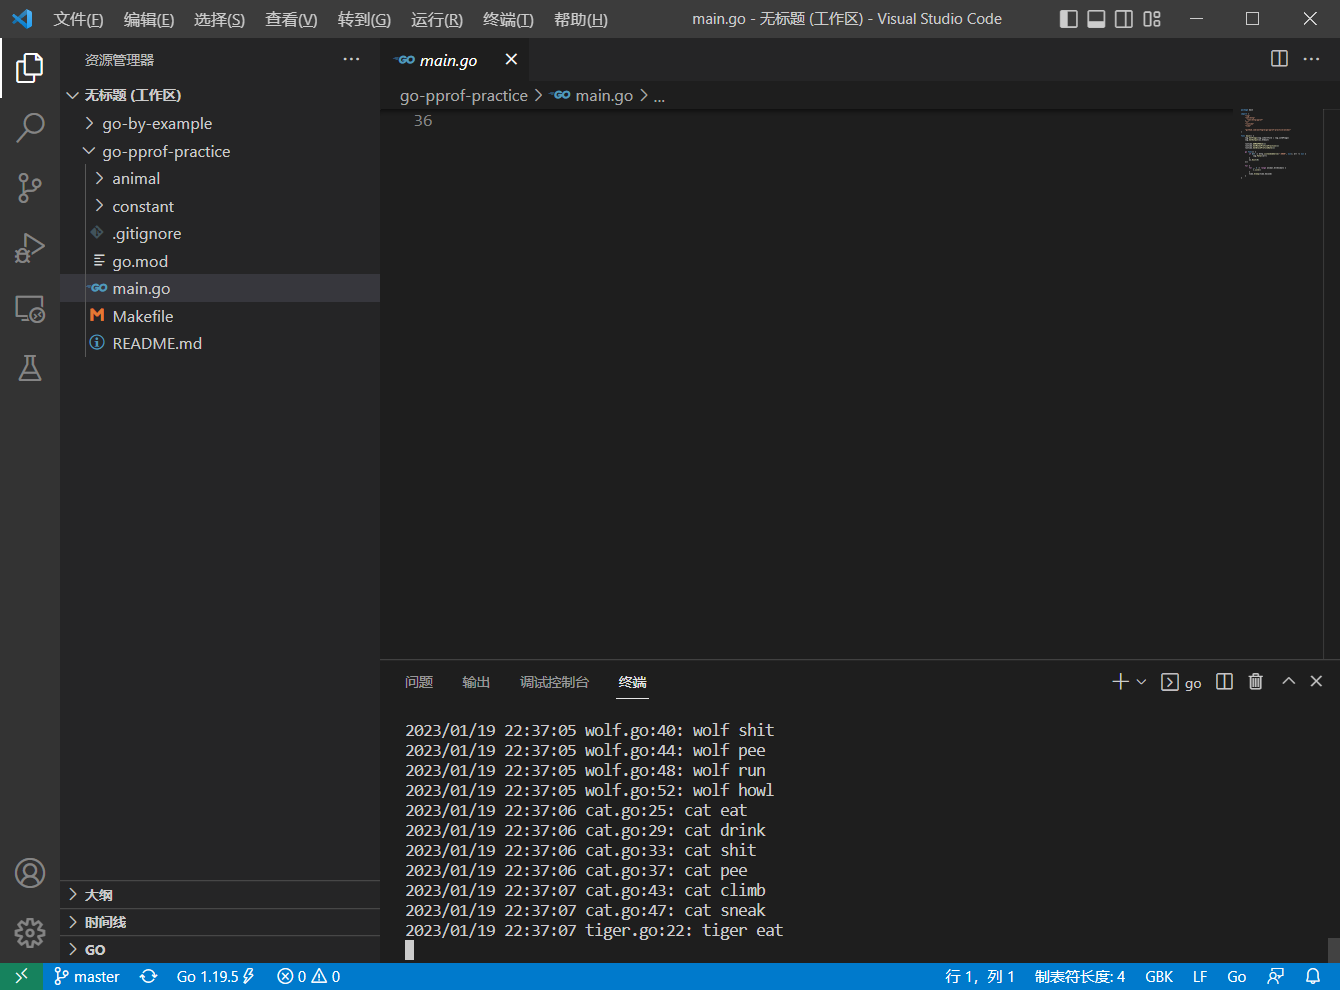 文件(F) 编辑(E) 选择(S) 查看(V) 转到(G) 运行(R) 终端(T) 帮助(H) main.go - 无标题 (工作区) - Visual Studio Code
资源管理器
无标题 (工作区)
go-by-example
go-pprof-practice
animal
constant
.gitignore
go.mod
GO main.go
M Makefile
README.md
大纲
时间线
GO
GO main.go
go-pprof-practice > GO main.go > ...
36
问题 输出 调试控制台 终端
go
2023/01/19 22:37:05 wolf.go:40: wolf shit
2023/01/19 22:37:05 wolf.go:44: wolf pee
2023/01/19 22:37:05 wolf.go:48: wolf run
2023/01/19 22:37:05 wolf.go:52: wolf howl
2023/01/19 22:37:06 cat.go:25: cat eat
2023/01/19 22:37:06 cat.go:29: cat drink
2023/01/19 22:37:06 cat.go:33: cat shit
2023/01/19 22:37:06 cat.go:37: cat pee
2023/01/19 22:37:07 cat.go:43: cat climb
2023/01/19 22:37:07 cat.go:47: cat sneak
2023/01/19 22:37:07 tiger.go:22: tiger eat
master Go 1.19.5 0 0 行 1，列 1 制表符长度: 4 GBK LF Go